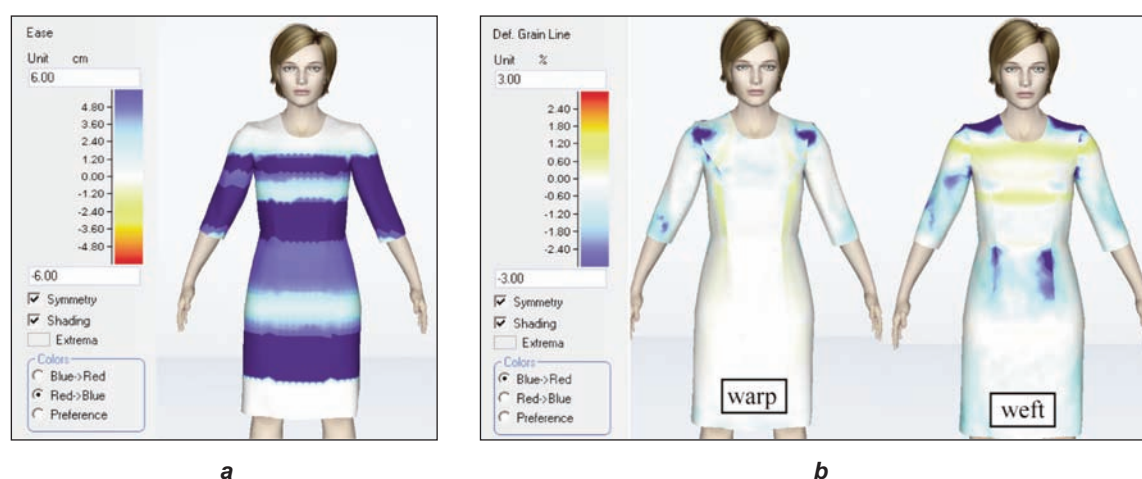 Ease
Unit cm
6.00
4.80
3.60
2.40
1.20
0.00
-1.20
-2.40
-3.60
-4.80
-6.00
Symmetry
Shading
Extrema
Colors
Blue->Red
Red->Blue
Preference
a
Def. Grain Line
Unit %
3.00
2.40
1.80
1.20
0.60
0.00
-0.60
-1.20
-1.80
-2.40
-3.00
Symmetry
Shading
Extrema
Colors
Blue->Red
Red->Blue
Preference
warp
weft
b